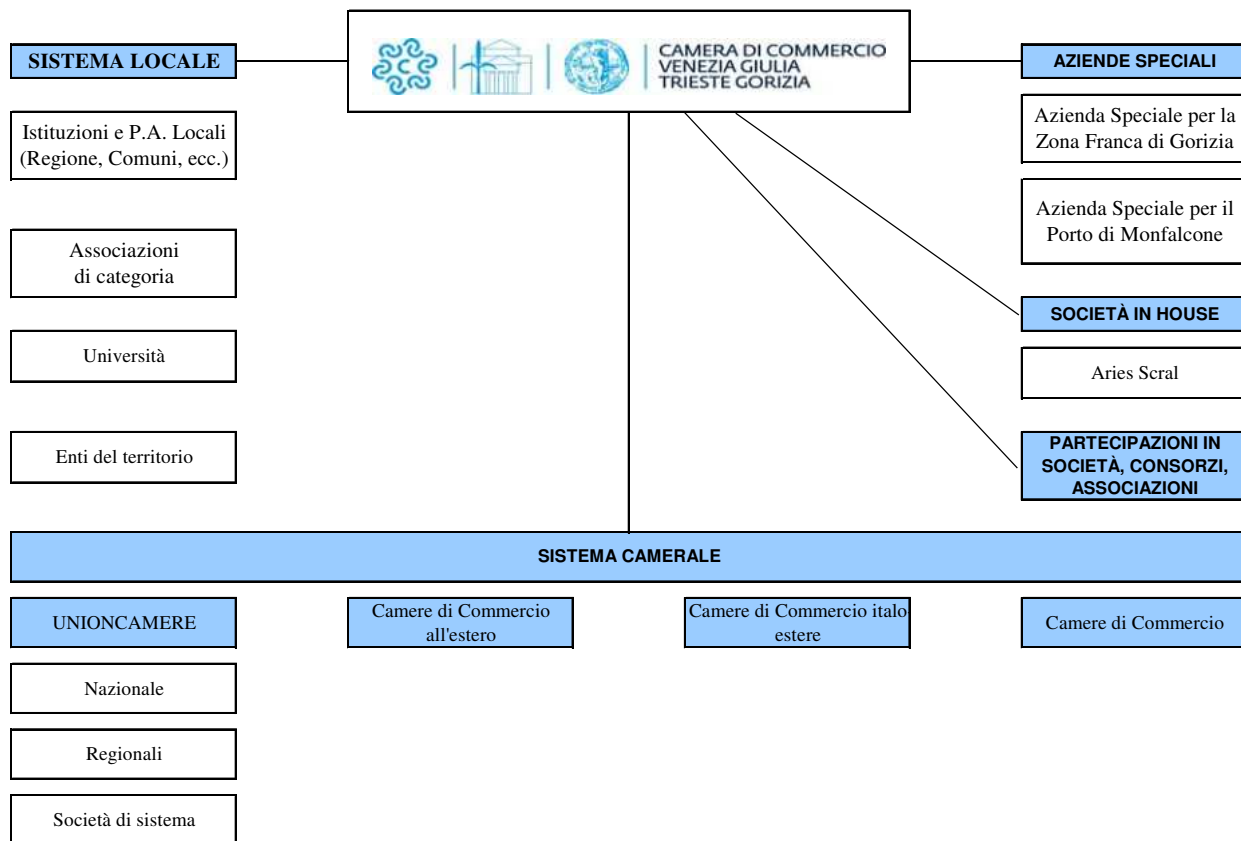 CAMERA DI COMMERCIO
VENEZIA GIULIA
TRIESTE GORIZIA
SISTEMA LOCALE
Istituzioni e P.A. Locali
(Regione, Comuni, ecc.)
Associazioni
di categoria
Università
Enti del territorio
AZIENDE SPECIALI
Azienda Speciale per la
Zona Franca di Gorizia
Azienda Speciale per il
Porto di Monfalcone
SOCIETÀ IN HOUSE
Aries Scral
PARTECIPAZIONI IN
SOCIETÀ, CONSORZI,
ASSOCIAZIONI
SISTEMA CAMERALE
UNIONCAMERE
Nazionale
Regionali
Società di sistema
Camere di Commercio
all'estero
Camere di Commercio italo
estere
Camere di Commercio